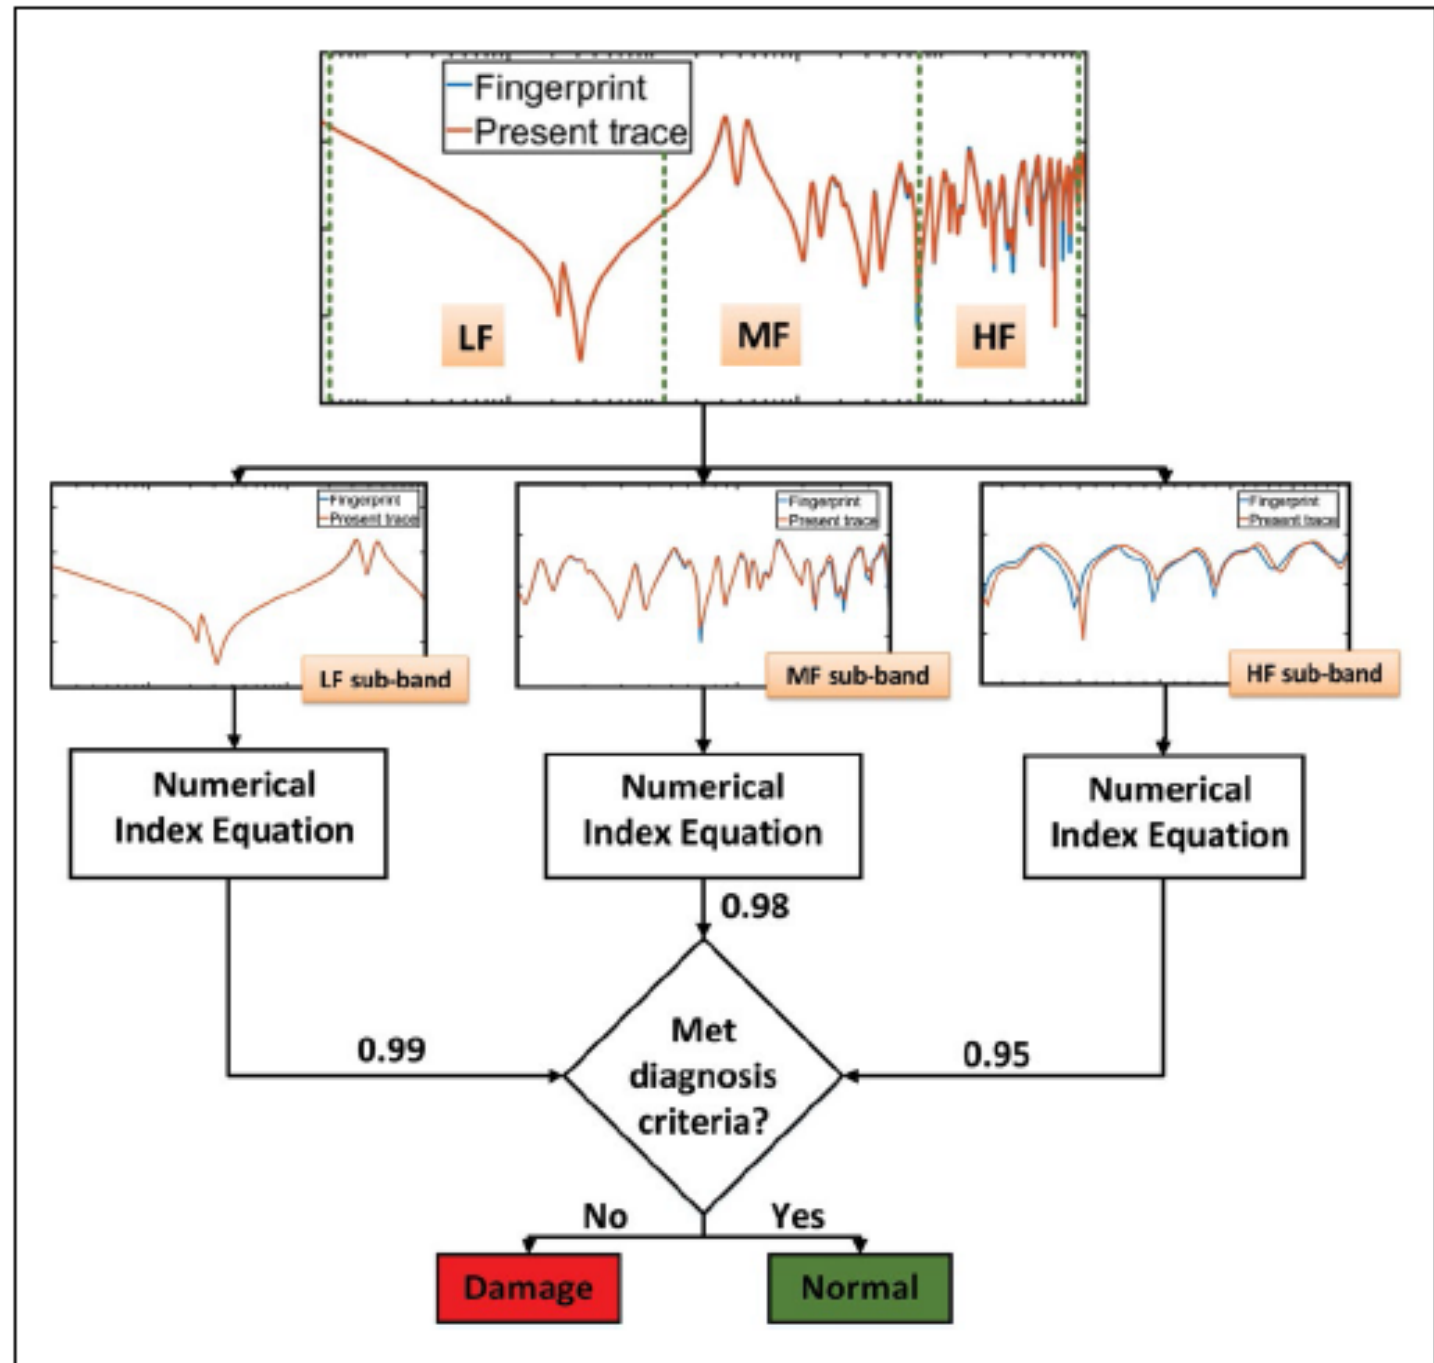 Fingerprint
Present trace
LF
MF
HF
Fingerprint
Present trace
LF sub-band
Fingerprint
Present trace
MF sub-band
Fingerprint
Present trace
HF sub-band
Numerical
Index Equation
Numerical
Index Equation
Numerical
Index Equation
0.98
0.99
0.95
Met
diagnosis
criteria?
No
Yes
Damage
Normal